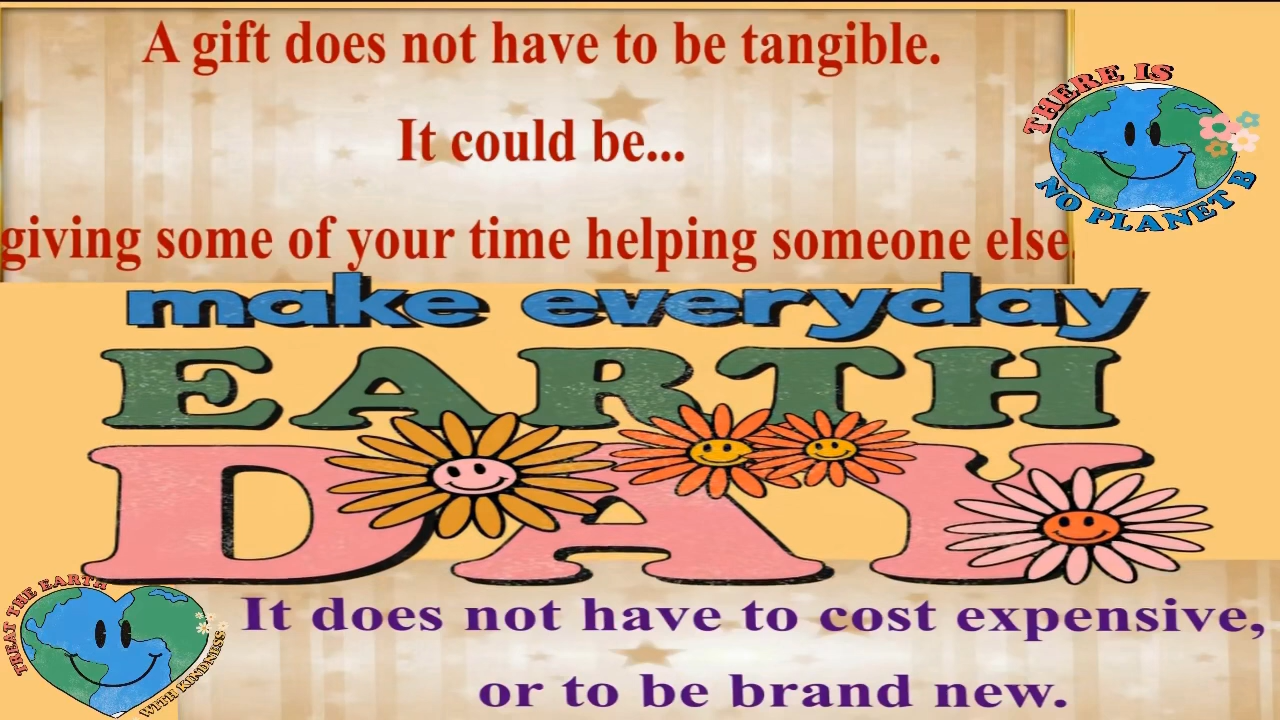 A gift does not have to be tangible.
It could be...
giving some of your time helping someone else.
THERE IS
NO PLANET B
make everyday
EARTH
DAY
TREAT THE EARTH
WITH KINDNESS
It does not have to cost expensive,
or to be brand new.